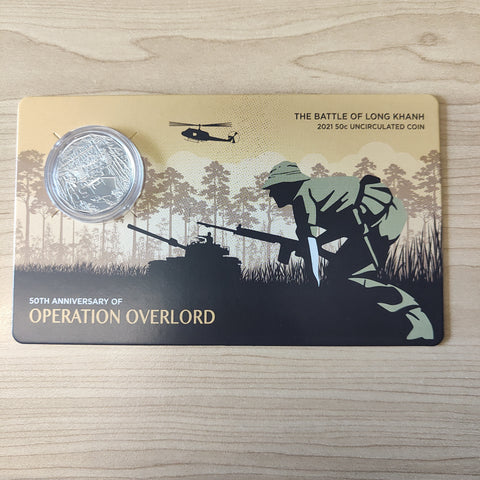 THE BATTLE OF LONG KHANH
2021 50c UNCIRCULATED COIN
50TH ANNIVERSARY OF
OPERATION OVERLORD